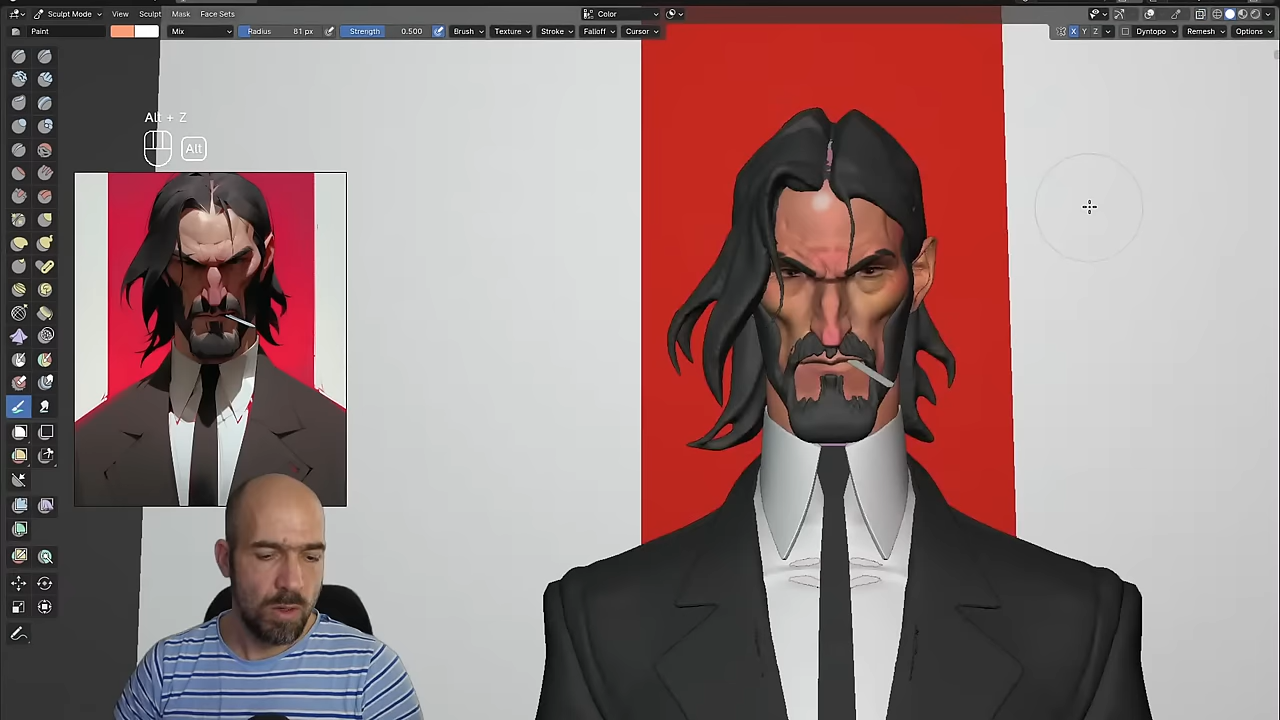 Sculpt Mode View Sculpt Mask Face Sets Color
Paint Mix Radius 81 px Strength 0.500 Brush Texture Stroke Falloff Cursor X Y Z Dyntopo Remesh Options
Alt + Z
Alt